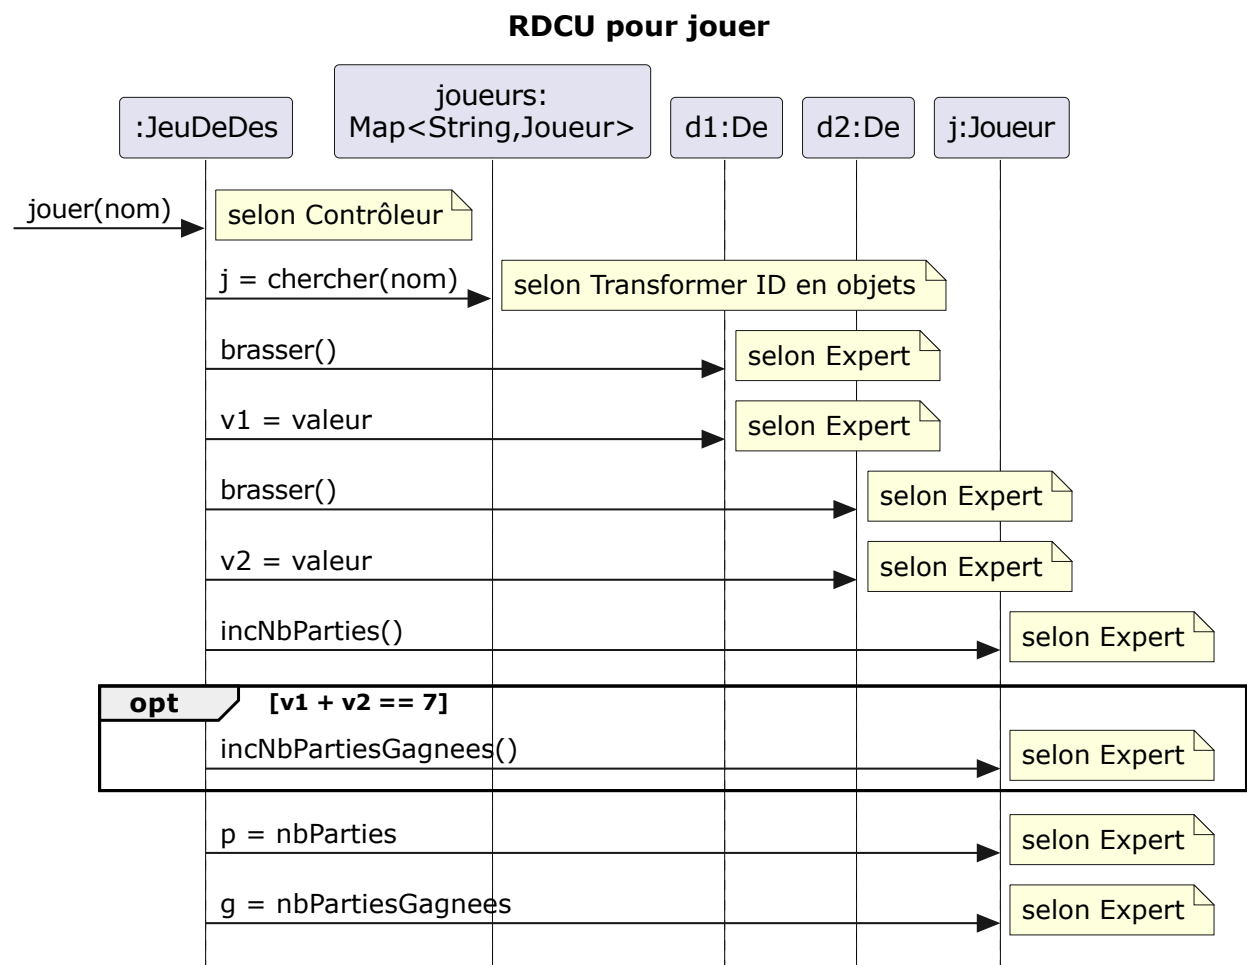 RDCU pour jouer
:JeuDeDes
joueurs:
Map<String,Joueur>
d1:De
d2:De
j:Joueur
jouer(nom)
selon Contrôleur
j = chercher(nom)
selon Transformer ID en objets
brasser()
selon Expert
v1 = valeur
selon Expert
brasser()
selon Expert
v2 = valeur
selon Expert
incNbParties()
selon Expert
opt
[v1 + v2 == 7]
incNbPartiesGagnees()
selon Expert
p = nbParties
selon Expert
g = nbPartiesGagnees
selon Expert